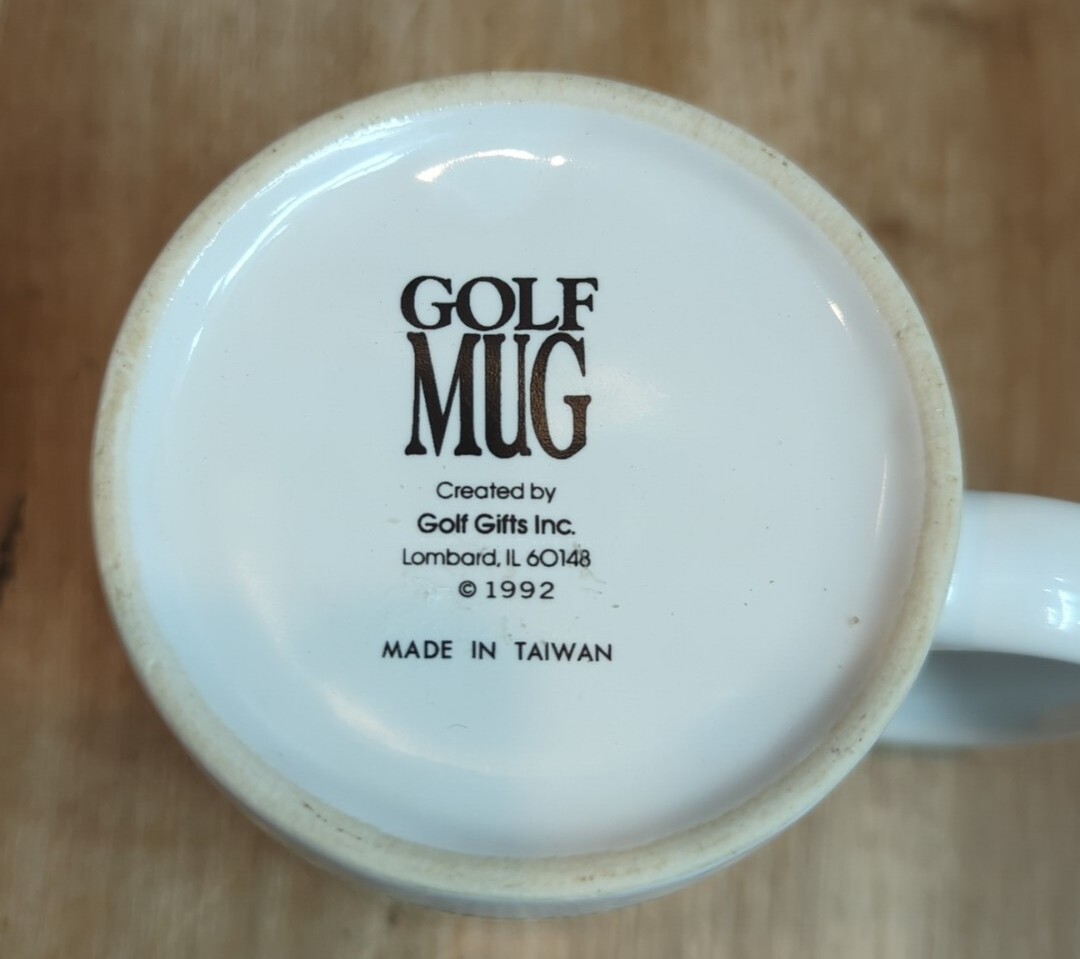 GOLF
MUG
Created by
Golf Gifts Inc.
Lombard, IL 60148
© 1992
MADE IN TAIWAN